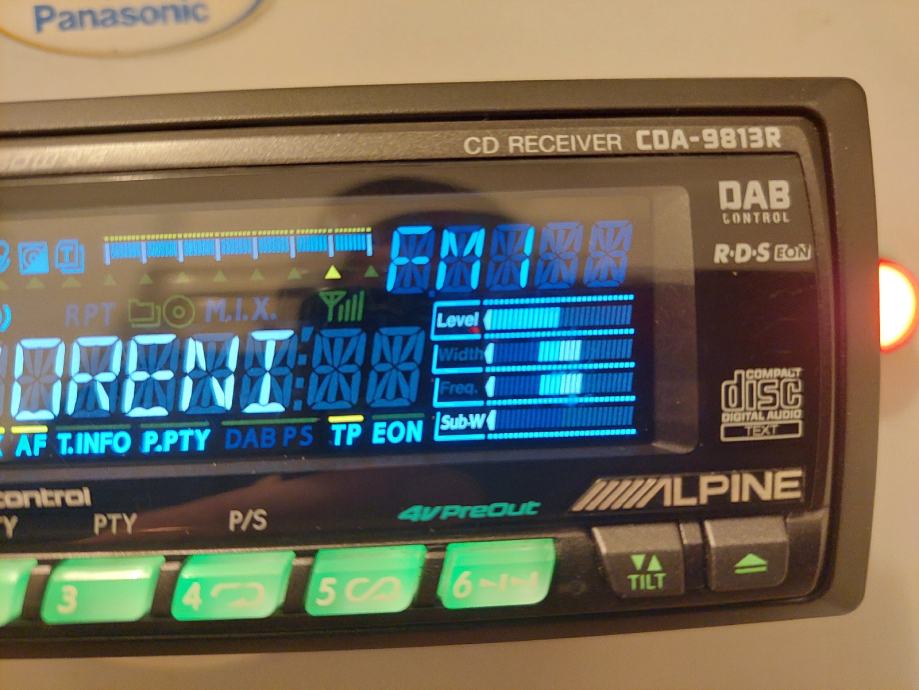 Panasonic
CD RECEIVER CDA-9813R
DAB
CONTROL
R·D·S EON
FM1
RPT M.I.X.
Level
Width
Freq.
Sub-W
ORENI
AF T.INFO P.PTY DAB PS TP EON
COMPACT
disc
DIGITAL AUDIO
TEXT
control
4V PreOut
ALPINE
PTY P/S
3 4 5 6
TILT